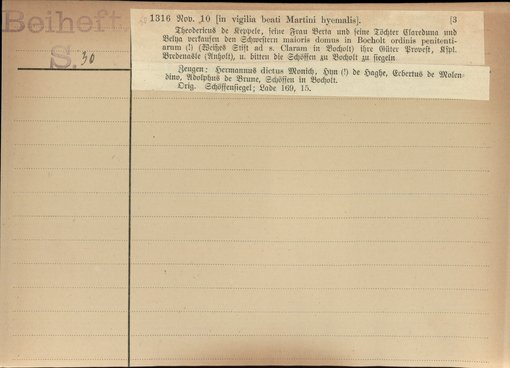 Beiheft
S. 30
1316 Nov. 10 [in vigilia beati Martini hyemalis]. [3
Theodericus de Keppele, seine Frau Berta und seine Töchter Clareduna und
Belya verkaufen den Schwestern maioris domus in Bocholt ordinis penitenti-
arum (!) (Weißes Stift ad s. Claram in Bocholt) ihre Güter Provest, Kspl.
Bredenasle (Anholt), u. bitten die Schöffen zu Bocholt zu siegeln
Zeugen: Hermannus dictus Monich, Hyn (!) de Haghe, Ecbertus de Molen-
dino, Adolphus de Brune, Schöffen in Bocholt.
Orig. Schöffensiegel; Lade 169, 15.